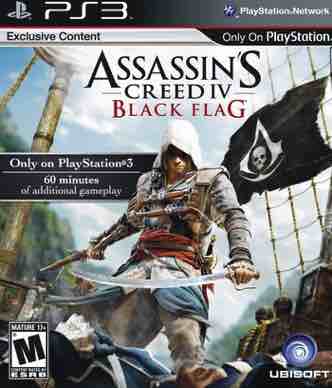 PS3
PlayStation®Network
Exclusive Content
Only On PlayStation®
ASSASSIN'S
CREED IV
BLACK FLAG
Only on PlayStation®3
60 minutes
of additional gameplay
MATURE 17+
M
ESRB
UBISOFT